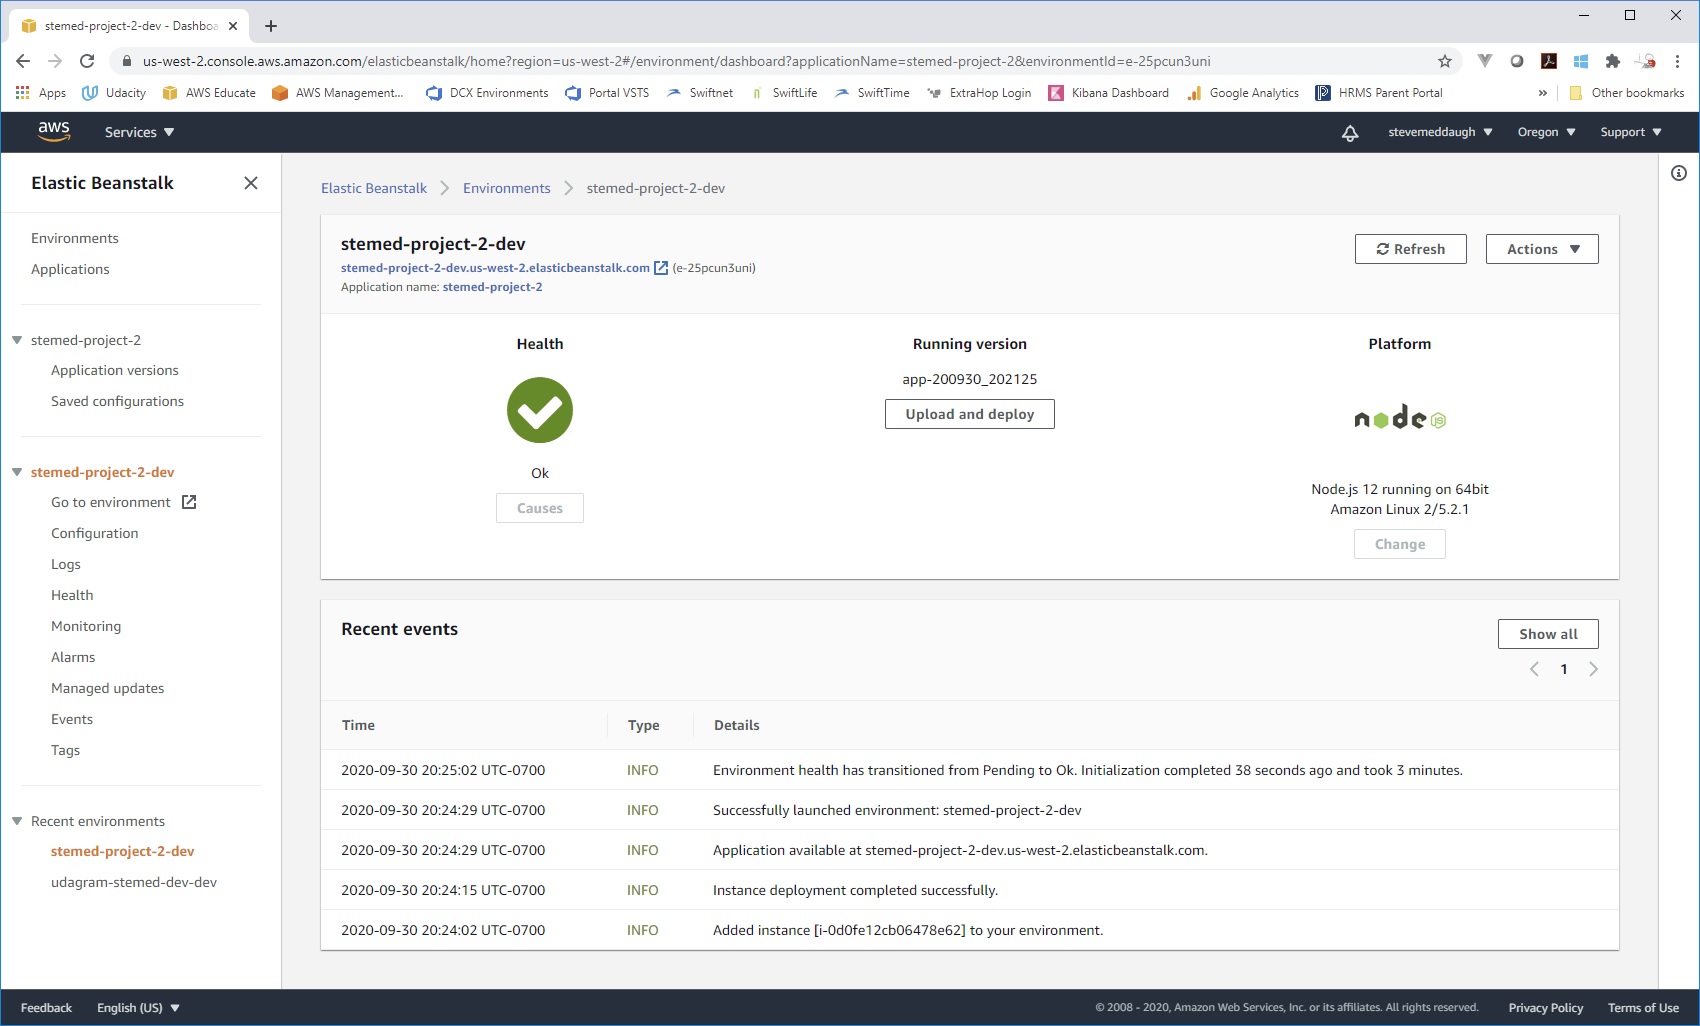 stemed-project-2-dev - Dashboa
us-west-2.console.aws.amazon.com/elasticbeanstalk/home?region=us-west-2#/environment/dashboard?applicationName=stemed-project-2&environmentId=e-25pcun3uni
Apps Udacity AWS Educate AWS Management... DCX Environments Portal VSTS Swiftnet SwiftLife SwiftTime ExtraHop Login Kibana Dashboard Google Analytics HRMS Parent Portal » Other bookmarks
aws Services stevemeddaugh Oregon Support
Elastic Beanstalk
Environments
Applications
stemed-project-2
Application versions
Saved configurations
stemed-project-2-dev
Go to environment
Configuration
Logs
Health
Monitoring
Alarms
Managed updates
Events
Tags
Recent environments
stemed-project-2-dev
udagram-stemed-dev-dev
Elastic Beanstalk Environments stemed-project-2-dev
stemed-project-2-dev
Refresh Actions
stemed-project-2-dev.us-west-2.elasticbeanstalk.com (e-25pcun3uni)
Application name: stemed-project-2
Health
Ok
Causes
Running version
app-200930_202125
Upload and deploy
Platform
node JS
Node.js 12 running on 64bit
Amazon Linux 2/5.2.1
Change
Recent events
Show all
1
Time Type Details
2020-09-30 20:25:02 UTC-0700 INFO Environment health has transitioned from Pending to Ok. Initialization completed 38 seconds ago and took 3 minutes.
2020-09-30 20:24:29 UTC-0700 INFO Successfully launched environment: stemed-project-2-dev
2020-09-30 20:24:29 UTC-0700 INFO Application available at stemed-project-2-dev.us-west-2.elasticbeanstalk.com.
2020-09-30 20:24:15 UTC-0700 INFO Instance deployment completed successfully.
2020-09-30 20:24:02 UTC-0700 INFO Added instance [i-0d0fe12cb06478e62] to your environment.
Feedback English (US) © 2008 - 2020, Amazon Web Services, Inc. or its affiliates. All rights reserved. Privacy Policy Terms of Use